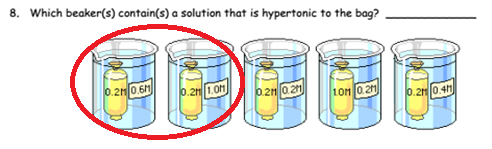 8. Which beaker(s) contain(s) a solution that is hypertonic to the bag? ____________
0.2M 0.6M 0.2M 1.0M 0.2M 0.2M 1.0M 0.2M 0.2M 0.4M